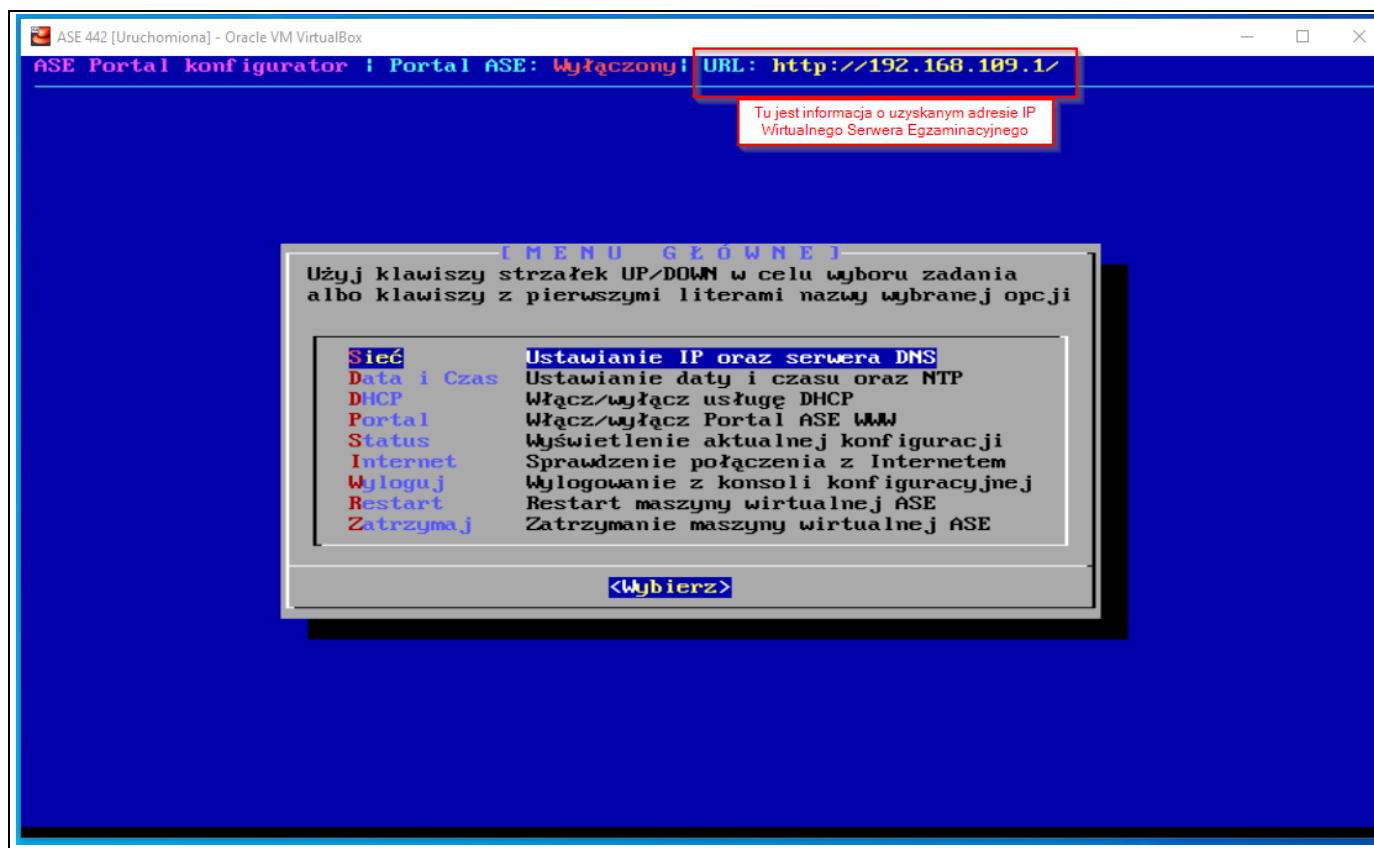 ASE 442 [Uruchomiona] - Oracle VM VirtualBox
ASE Portal konfigurator | Portal ASE: Wyłączony| URL: http://192.168.109.1/
Tu jest informacja o uzyskanym adresie IP
Wirtualnego Serwera Egzaminacyjnego
[ M E N U G Ł Ó W N E ]
Użyj klawiszy strzałek UP/DOWN w celu wyboru zadania
albo klawiszy z pierwszymi literami nazwy wybranej opcji
Sieć Ustawianie IP oraz serwera DNS
Data i Czas Ustawianie daty i czasu oraz NTP
DHCP Włącz/wyłącz usługę DHCP
Portal Włącz/wyłącz Portal ASE WWW
Status Wyświetlenie aktualnej konfiguracji
Internet Sprawdzenie połączenia z Internetem
Wyloguj Wylogowanie z konsoli konfiguracyjnej
Restart Restart maszyny wirtualnej ASE
Zatrzymaj Zatrzymanie maszyny wirtualnej ASE
<Wybierz>